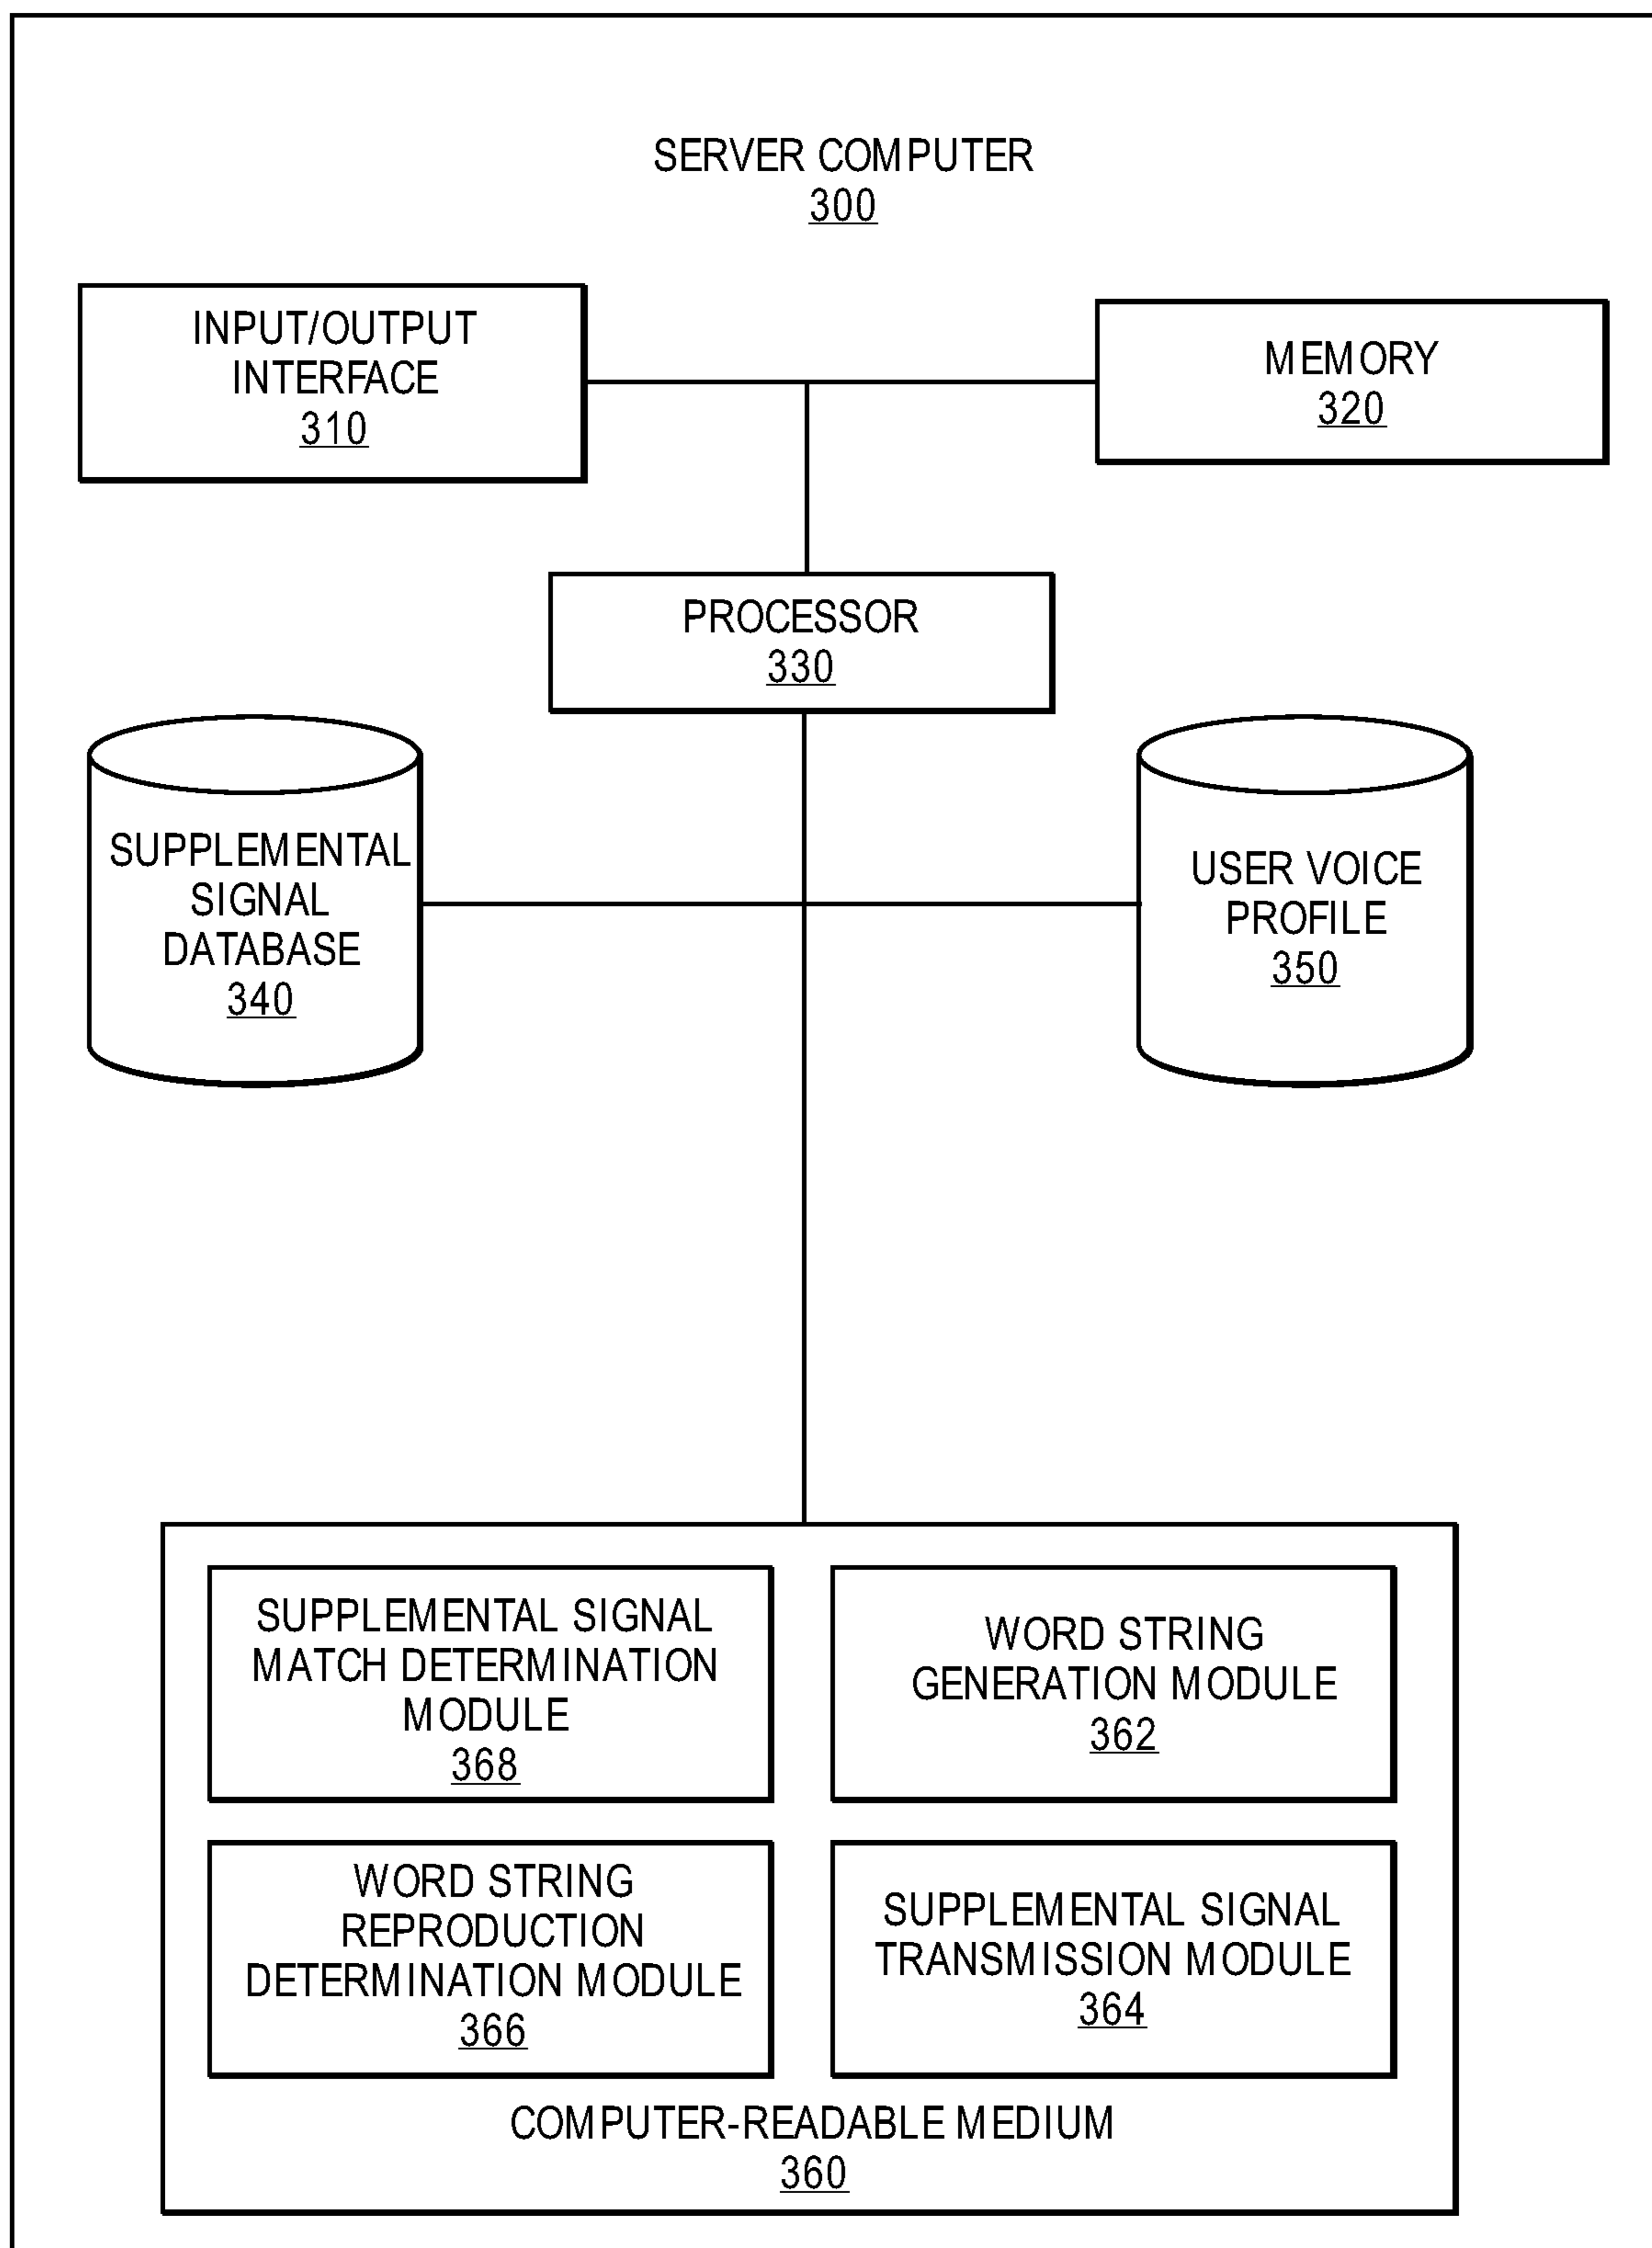 SERVER COMPUTER
300
INPUT/OUTPUT
INTERFACE
310
MEMORY
320
PROCESSOR
330
SUPPLEMENTAL
SIGNAL
DATABASE
340
USER VOICE
PROFILE
350
SUPPLEMENTAL SIGNAL
MATCH DETERMINATION
MODULE
368
WORD STRING
GENERATION MODULE
362
WORD STRING
REPRODUCTION
DETERMINATION MODULE
366
SUPPLEMENTAL SIGNAL
TRANSMISSION MODULE
364
COMPUTER-READABLE MEDIUM
360